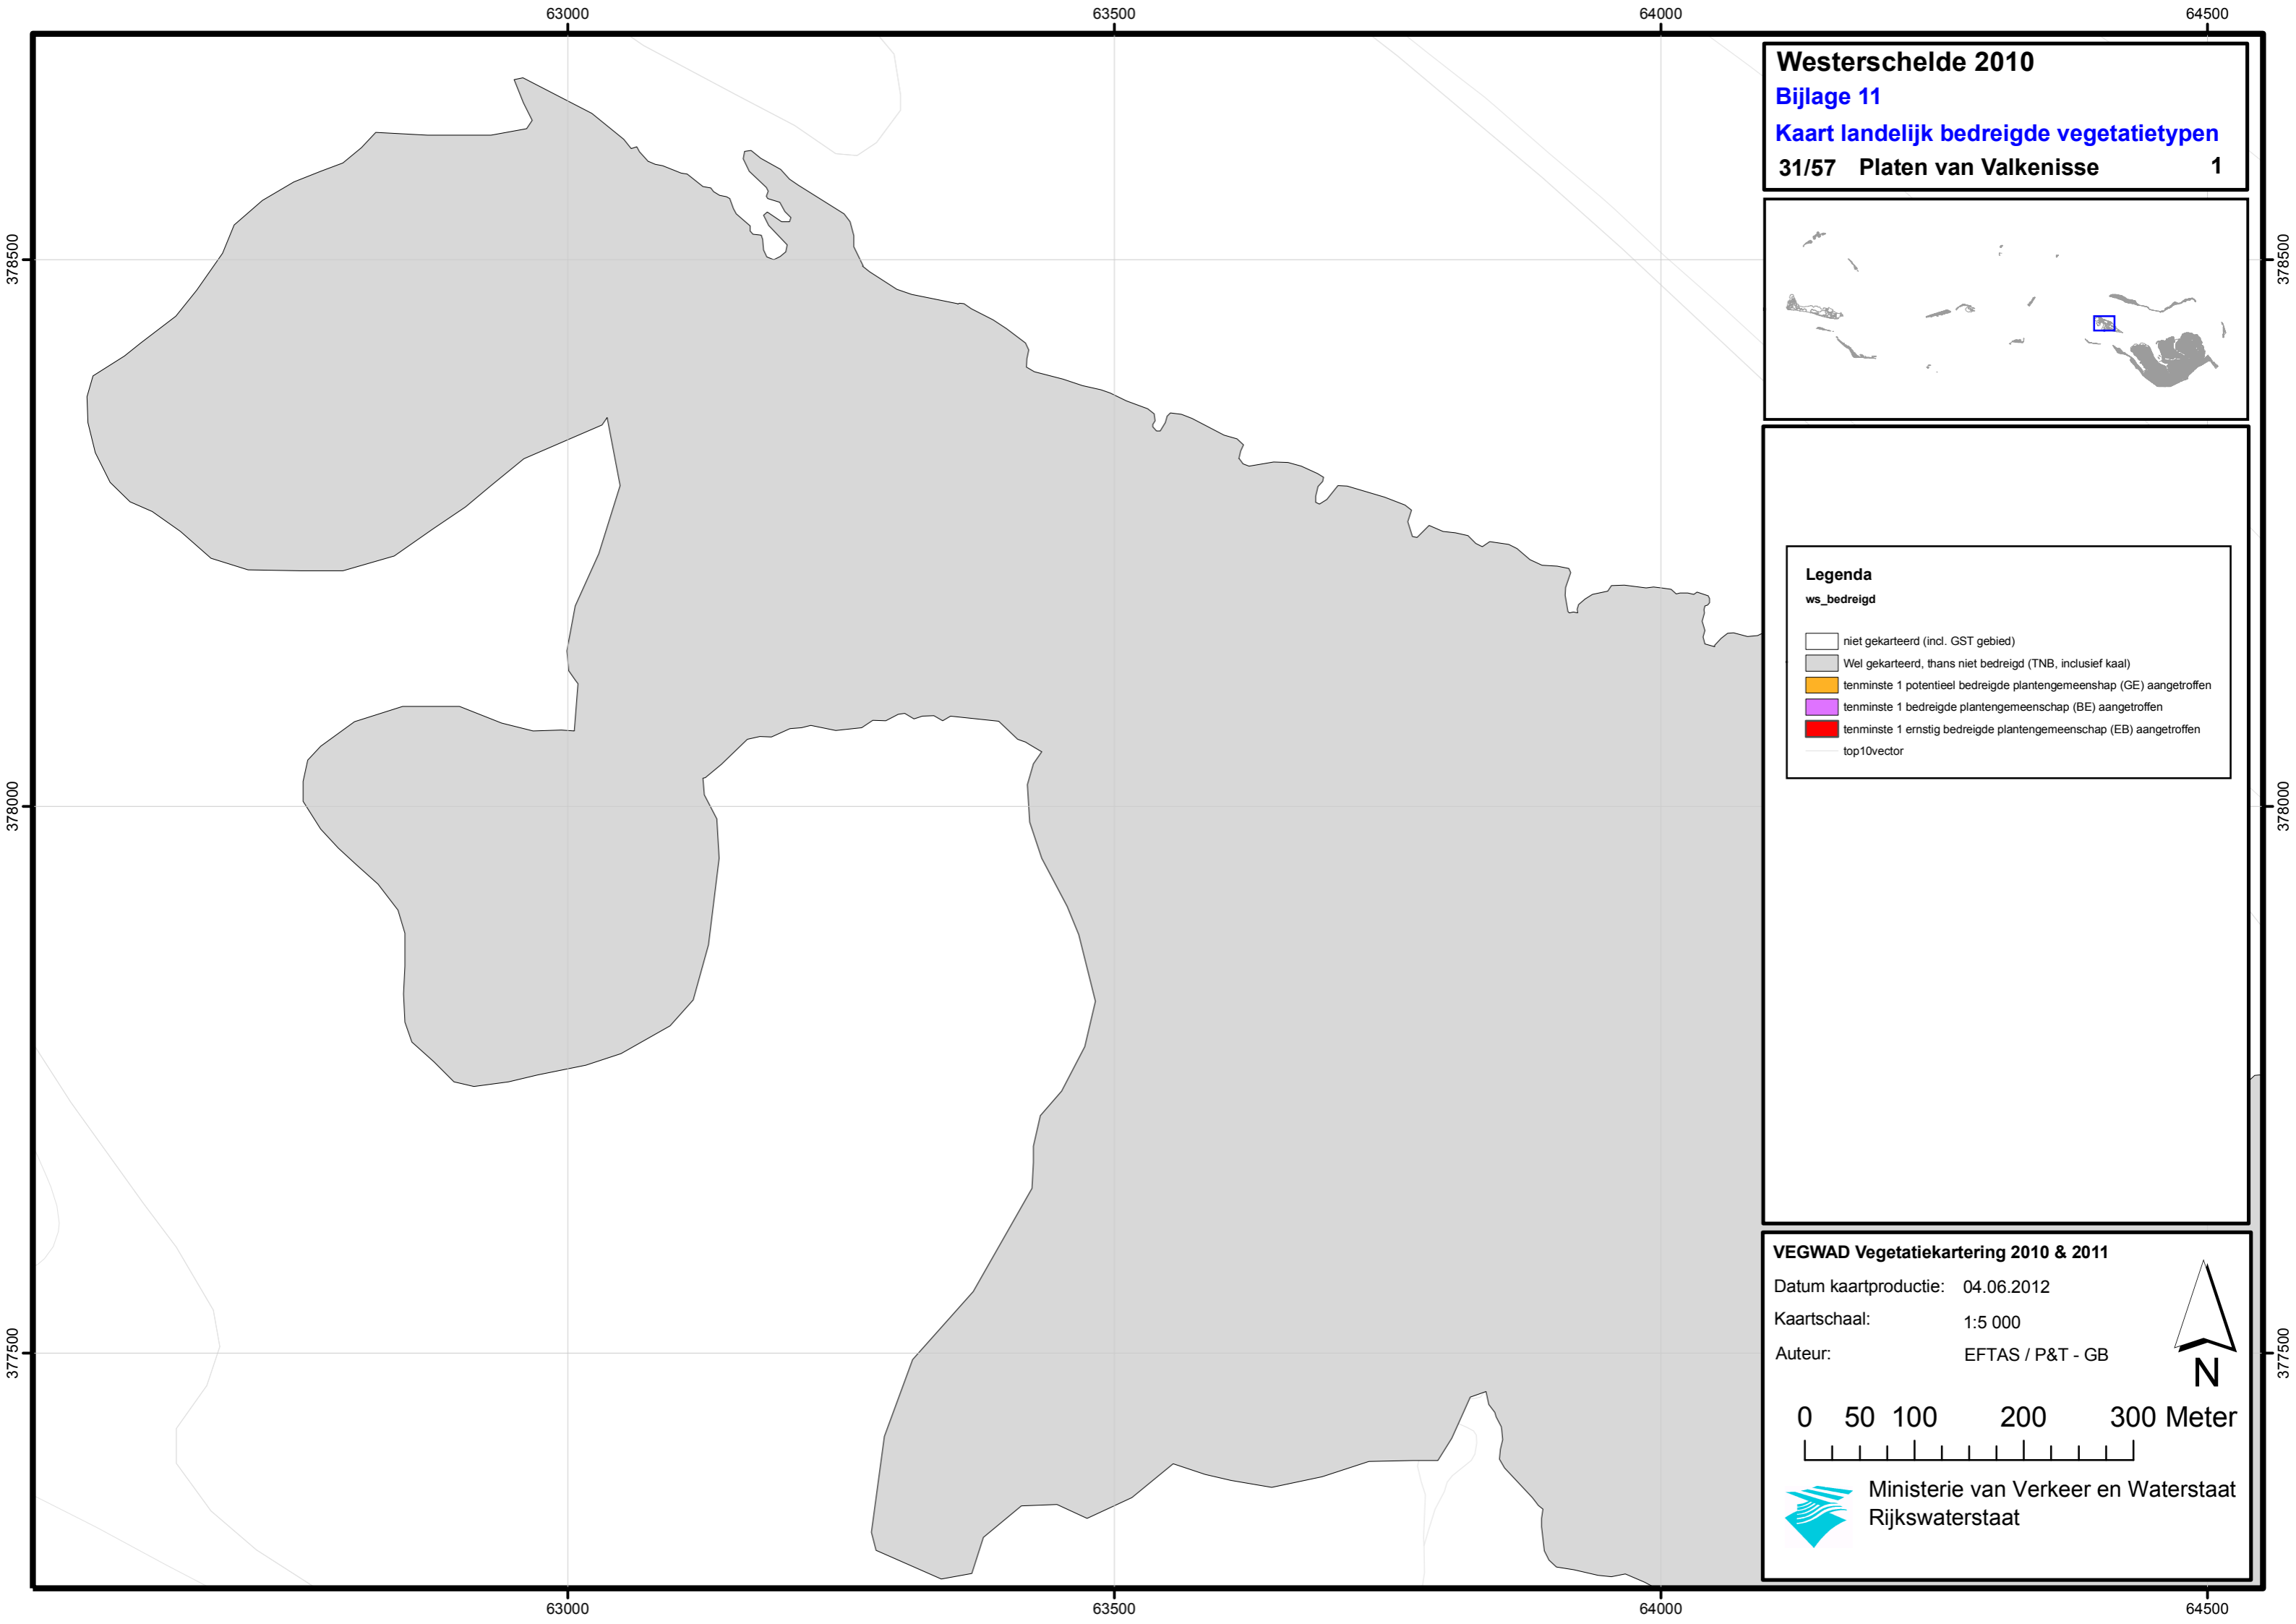 63000
63500
64000
64500
Westerschelde 2010
Bijlage 11
Kaart landelijk bedreigde vegetatietypen
31/57 Platen van Valkenisse 1
378500
378500
Legenda
ws_bedreigd
niet gekarteerd (incl. GST gebied)
Wel gekarteerd, thans niet bedreigd (TNB, inclusief kaal)
tenminste 1 potentieel bedreigde plantengemeenshap (GE) aangetroffen
tenminste 1 bedreigde plantengemeenschap (BE) aangetroffen
tenminste 1 ernstig bedreigde plantengemeenschap (EB) aangetroffen
top10vector
378000
378000
VEGWAD Vegetatiekartering 2010 & 2011
Datum kaartproductie: 04.06.2012
Kaartschaal: 1:5 000
Auteur: EFTAS / P&T - GB
N
377500
377500
0 50 100 200 300 Meter
Ministerie van Verkeer en Waterstaat
Rijkswaterstaat
63000
63500
64000
64500